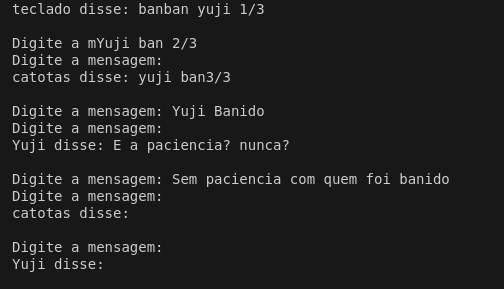 teclado disse: banban yuji 1/3
Digite a mYuji ban 2/3
Digite a mensagem:
catotas disse: yuji ban3/3
Digite a mensagem: Yuji Banido
Digite a mensagem:
Yuji disse: E a paciencia? nunca?
Digite a mensagem: Sem paciencia com quem foi banido
Digite a mensagem:
catotas disse:
Digite a mensagem:
Yuji disse: